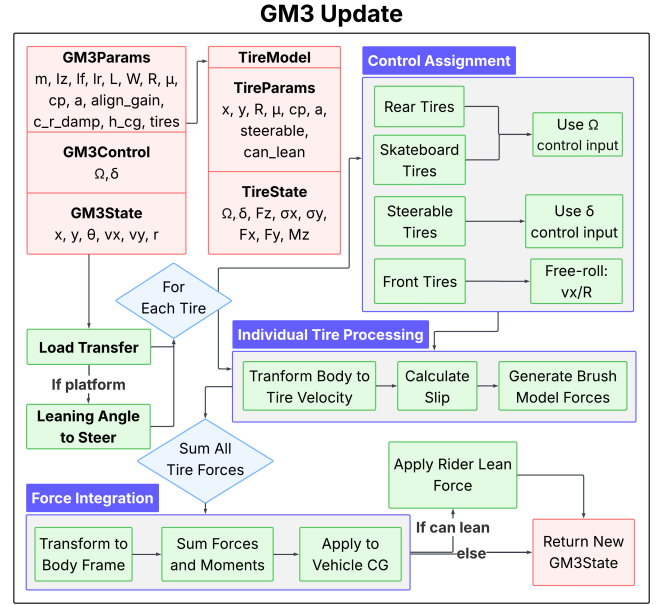 GM3 Update
GM3Params
m, Iz, lf, lr, L, W, R, μ,
cp, a, align_gain,
c_r_damp, h_cg, tires
GM3Control
Ω,δ
GM3State
x, y, θ, vx, vy, r
TireModel
TireParams
x, y, R, μ, cp, a,
steerable,
can_lean
TireState
Ω, δ, Fz, σx, σy,
Fx, Fy, Mz
Control Assignment
Rear Tires
Skateboard
Tires
Use Ω
control input
Steerable
Tires
Use δ
control input
Front Tires
Free-roll:
vx/R
For
Each Tire
Load Transfer
If platform
Leaning Angle
to Steer
Individual Tire Processing
Tranform Body to
Tire Velocity
Calculate
Slip
Generate Brush
Model Forces
Sum All
Tire Forces
Force Integration
Transform to
Body Frame
Sum Forces
and Moments
Apply to
Vehicle CG
Apply Rider Lean
Force
If can lean
else
Return New
GM3State